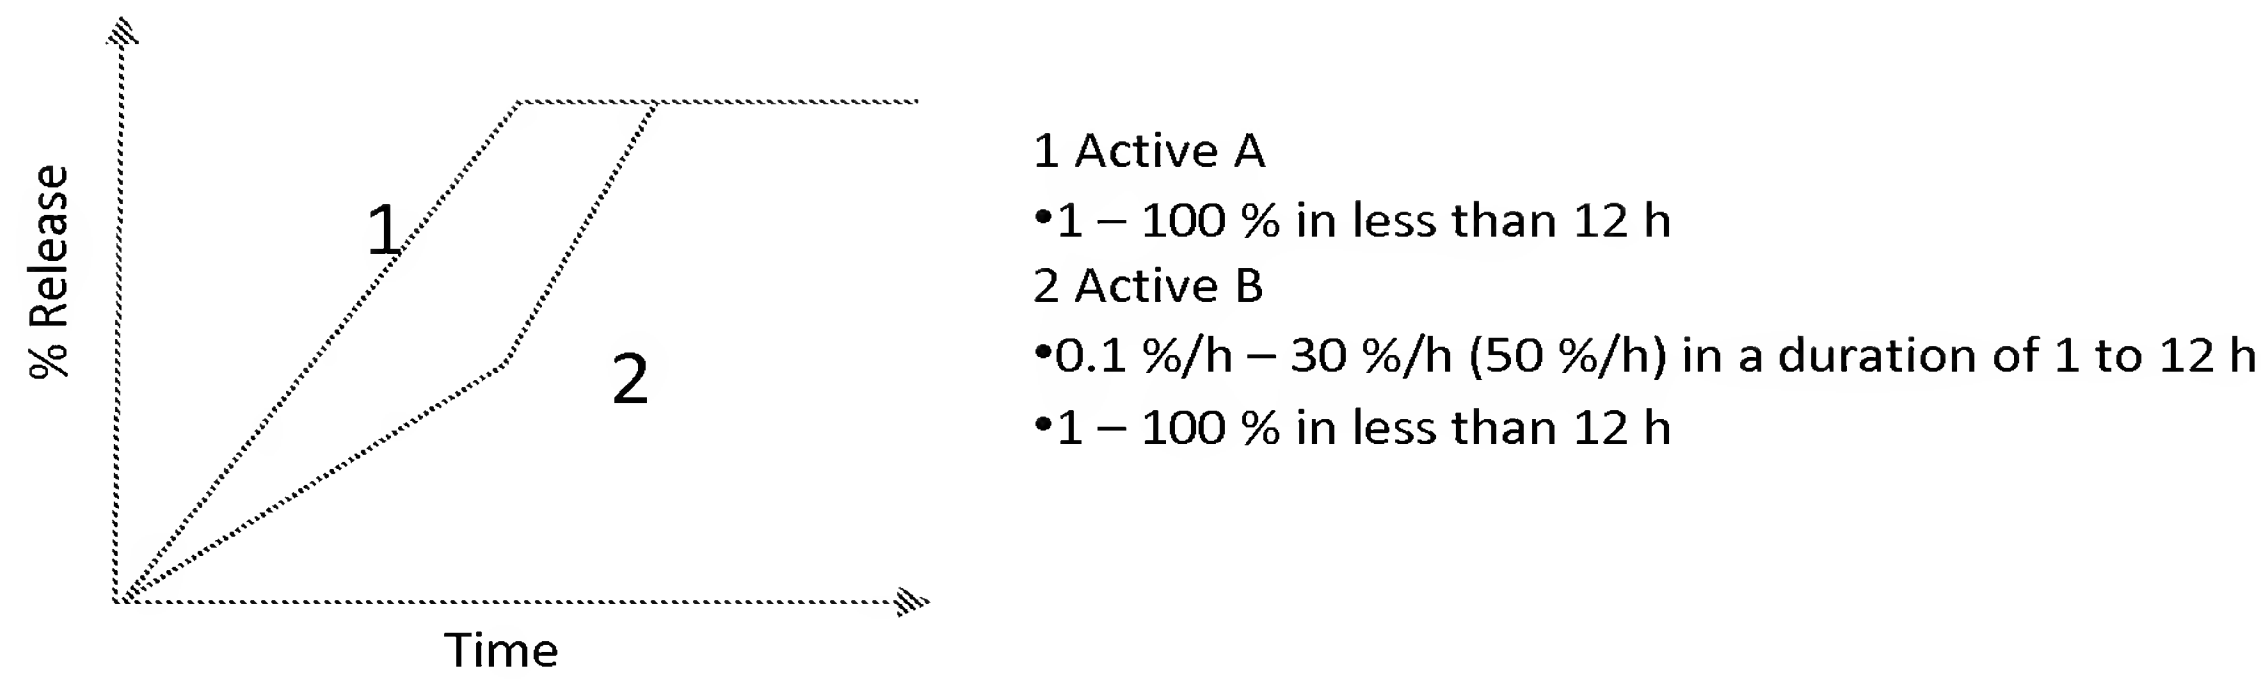 % Release
1
2
Time
1 Active A
•1 – 100 % in less than 12 h
2 Active B
•0.1 %/h – 30 %/h (50 %/h) in a duration of 1 to 12 h
•1 – 100 % in less than 12 h